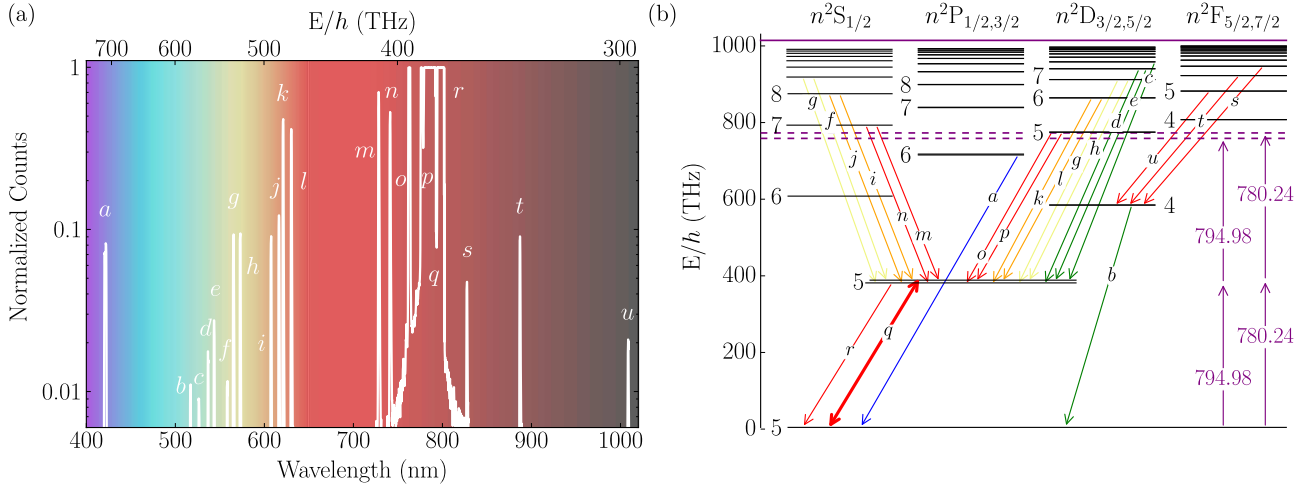 (a)
E/h (THz)
700 600 500 400 300
Normalized Counts
1
0.1
0.01
a
b
c
d
e
f
g
h
i
j
k
l
m
n
o
p
q
r
s
t
u
400 500 600 700 800 900 1000
Wavelength (nm)
(b)
n²S₁/₂ n²P₁/₂,₃/₂ n²D₃/₂,₅/₂ n²F₅/₂,₇/₂
E/h (THz)
1000
800
600
400
200
0
8
7
6
5
8
7
6
5
7
6
5
4
5
4
g
f
j
i
n
m
a
c
e
d
h
g
l
k
p
o
s
t
u
b
r
q
780.24
794.98
780.24
794.98